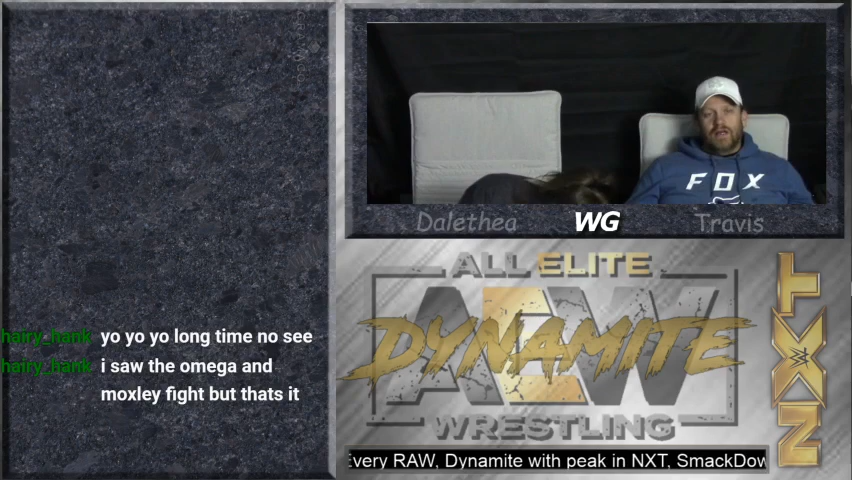 FOX
Dalethea
WG
Travis
ALL ELITE
AEW
DYNAMITE
WRESTLING
NXT
W
hairy_hank yo yo yo long time no see
hairy_hank i saw the omega and
moxley fight but thats it
Every RAW, Dynamite with peak in NXT, SmackDow